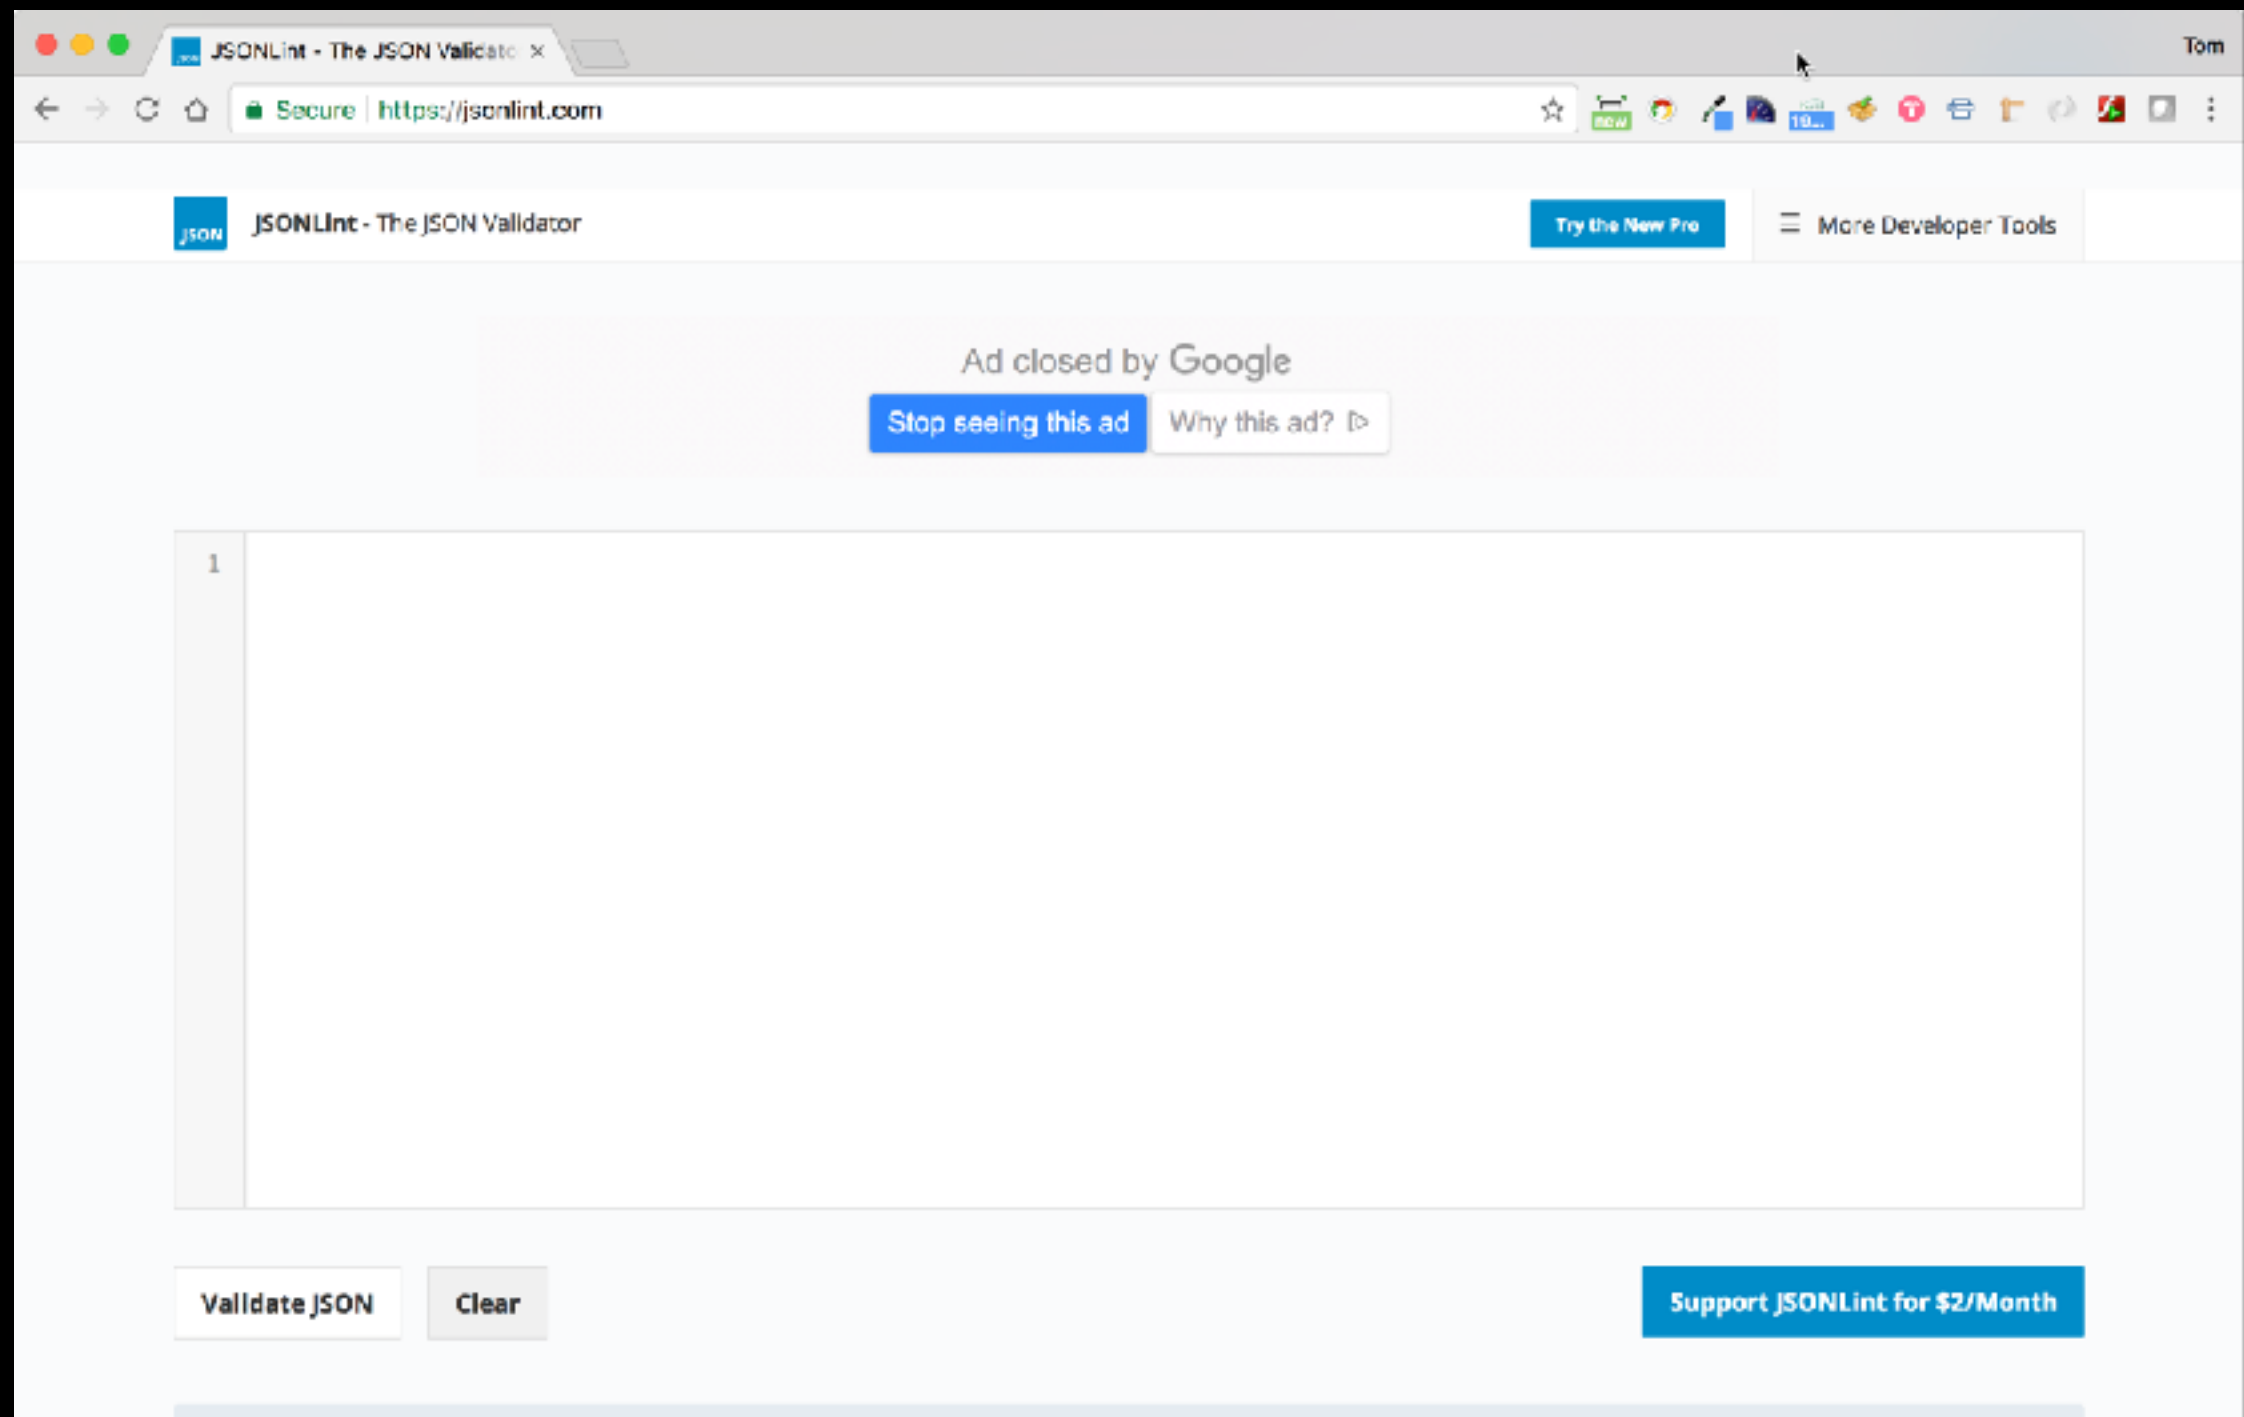 JSONLint - The JSON Validato
Tom
Secure https://jsonlint.com
new
19...
JSON
JSONLint - The JSON Validator
Try the New Pro
More Developer Tools
Ad closed by Google
Stop seeing this ad
Why this ad?
1
Validate JSON
Clear
Support JSONLint for $2/Month